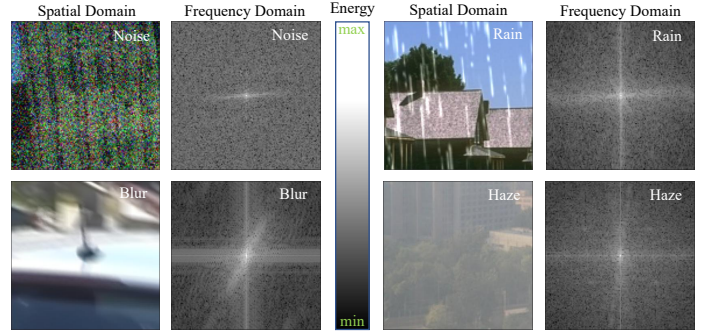 Spatial Domain
Frequency Domain
Energy
Spatial Domain
Frequency Domain
Noise
Noise
max
Rain
Rain
Blur
Blur
Haze
Haze
min